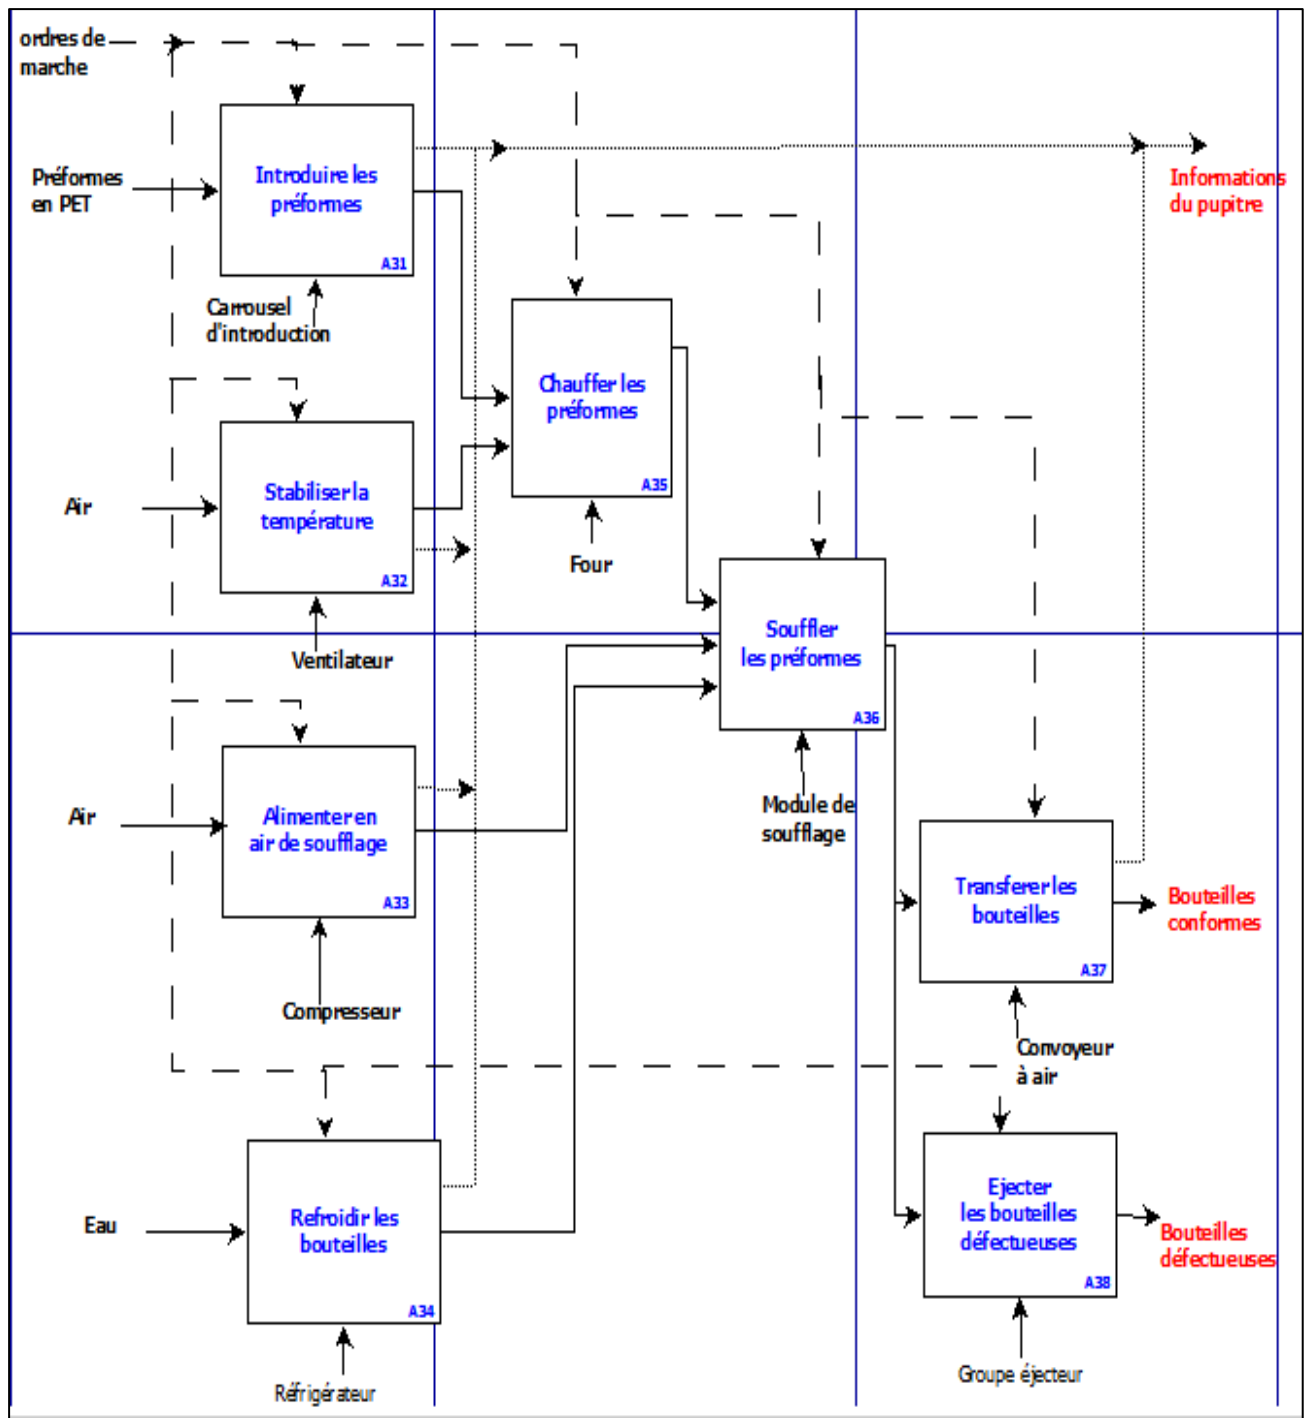 ordres de
marche
Préformes
en PET
Introduire les
préformes
A31
Carrousel
d'introduction
Informations
du pupitre
Chauffer les
préformes
A35
Four
Air
Stabiliser la
température
A32
Ventilateur
Souffler
les préformes
A36
Module de
soufflage
Air
Alimenter en
air de soufflage
A33
Compresseur
Transferer les
bouteilles
A37
Bouteilles
conformes
Convoyeur
à air
Eau
Refroidir les
bouteilles
A34
Réfrigérateur
Ejecter
les bouteilles
défectueuses
A38
Bouteilles
défectueuses
Groupe éjecteur